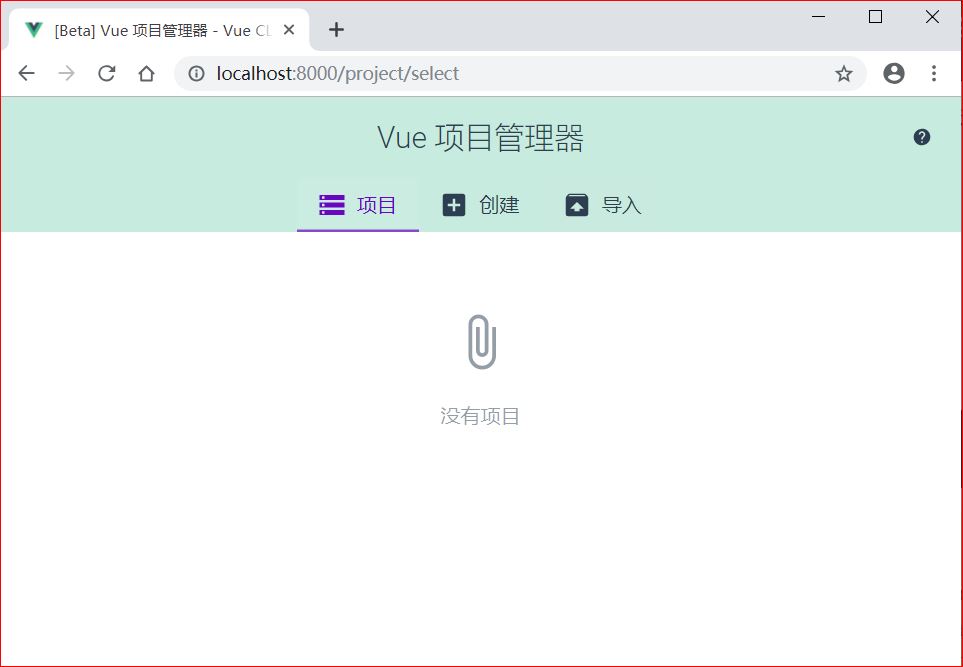 [Beta] Vue 项目管理器 - Vue CL
localhost:8000/project/select
Vue 项目管理器
项目 创建 导入
没有项目